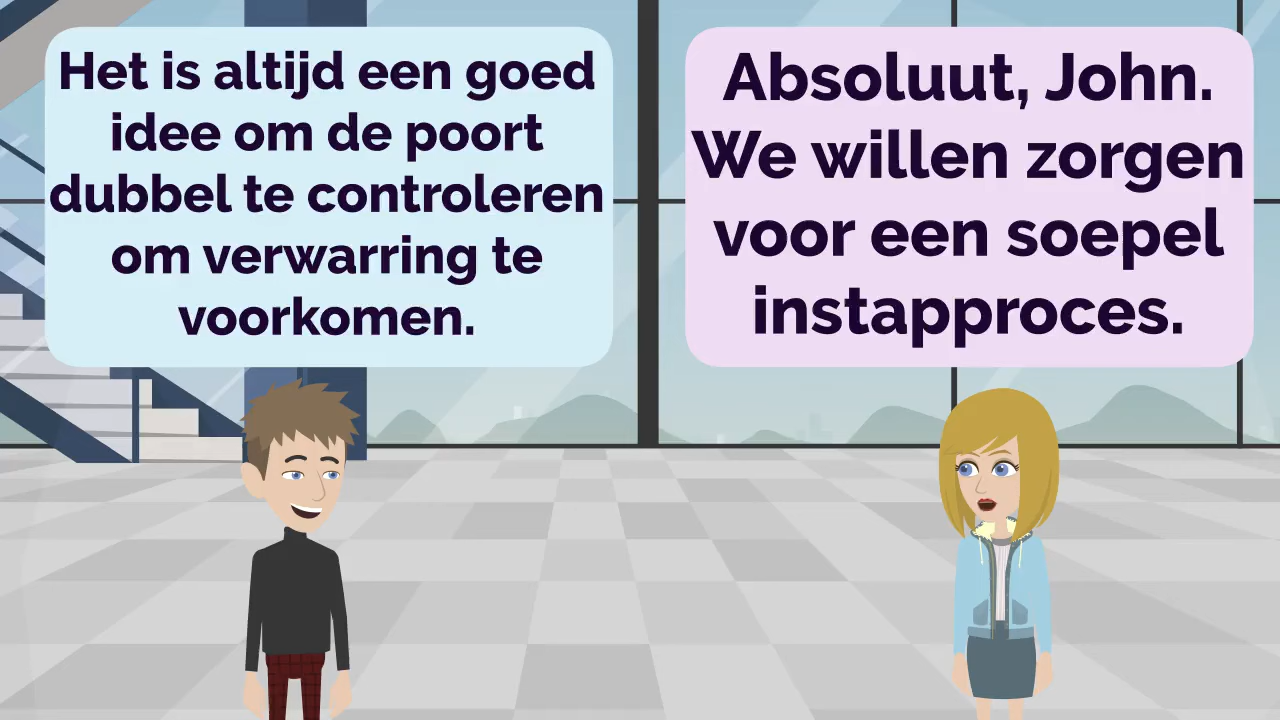 Het is altijd een goed
idee om de poort
dubbel te controleren
om verwarring te
voorkomen.
Absoluut, John.
We willen zorgen
voor een soepel
instapproces.